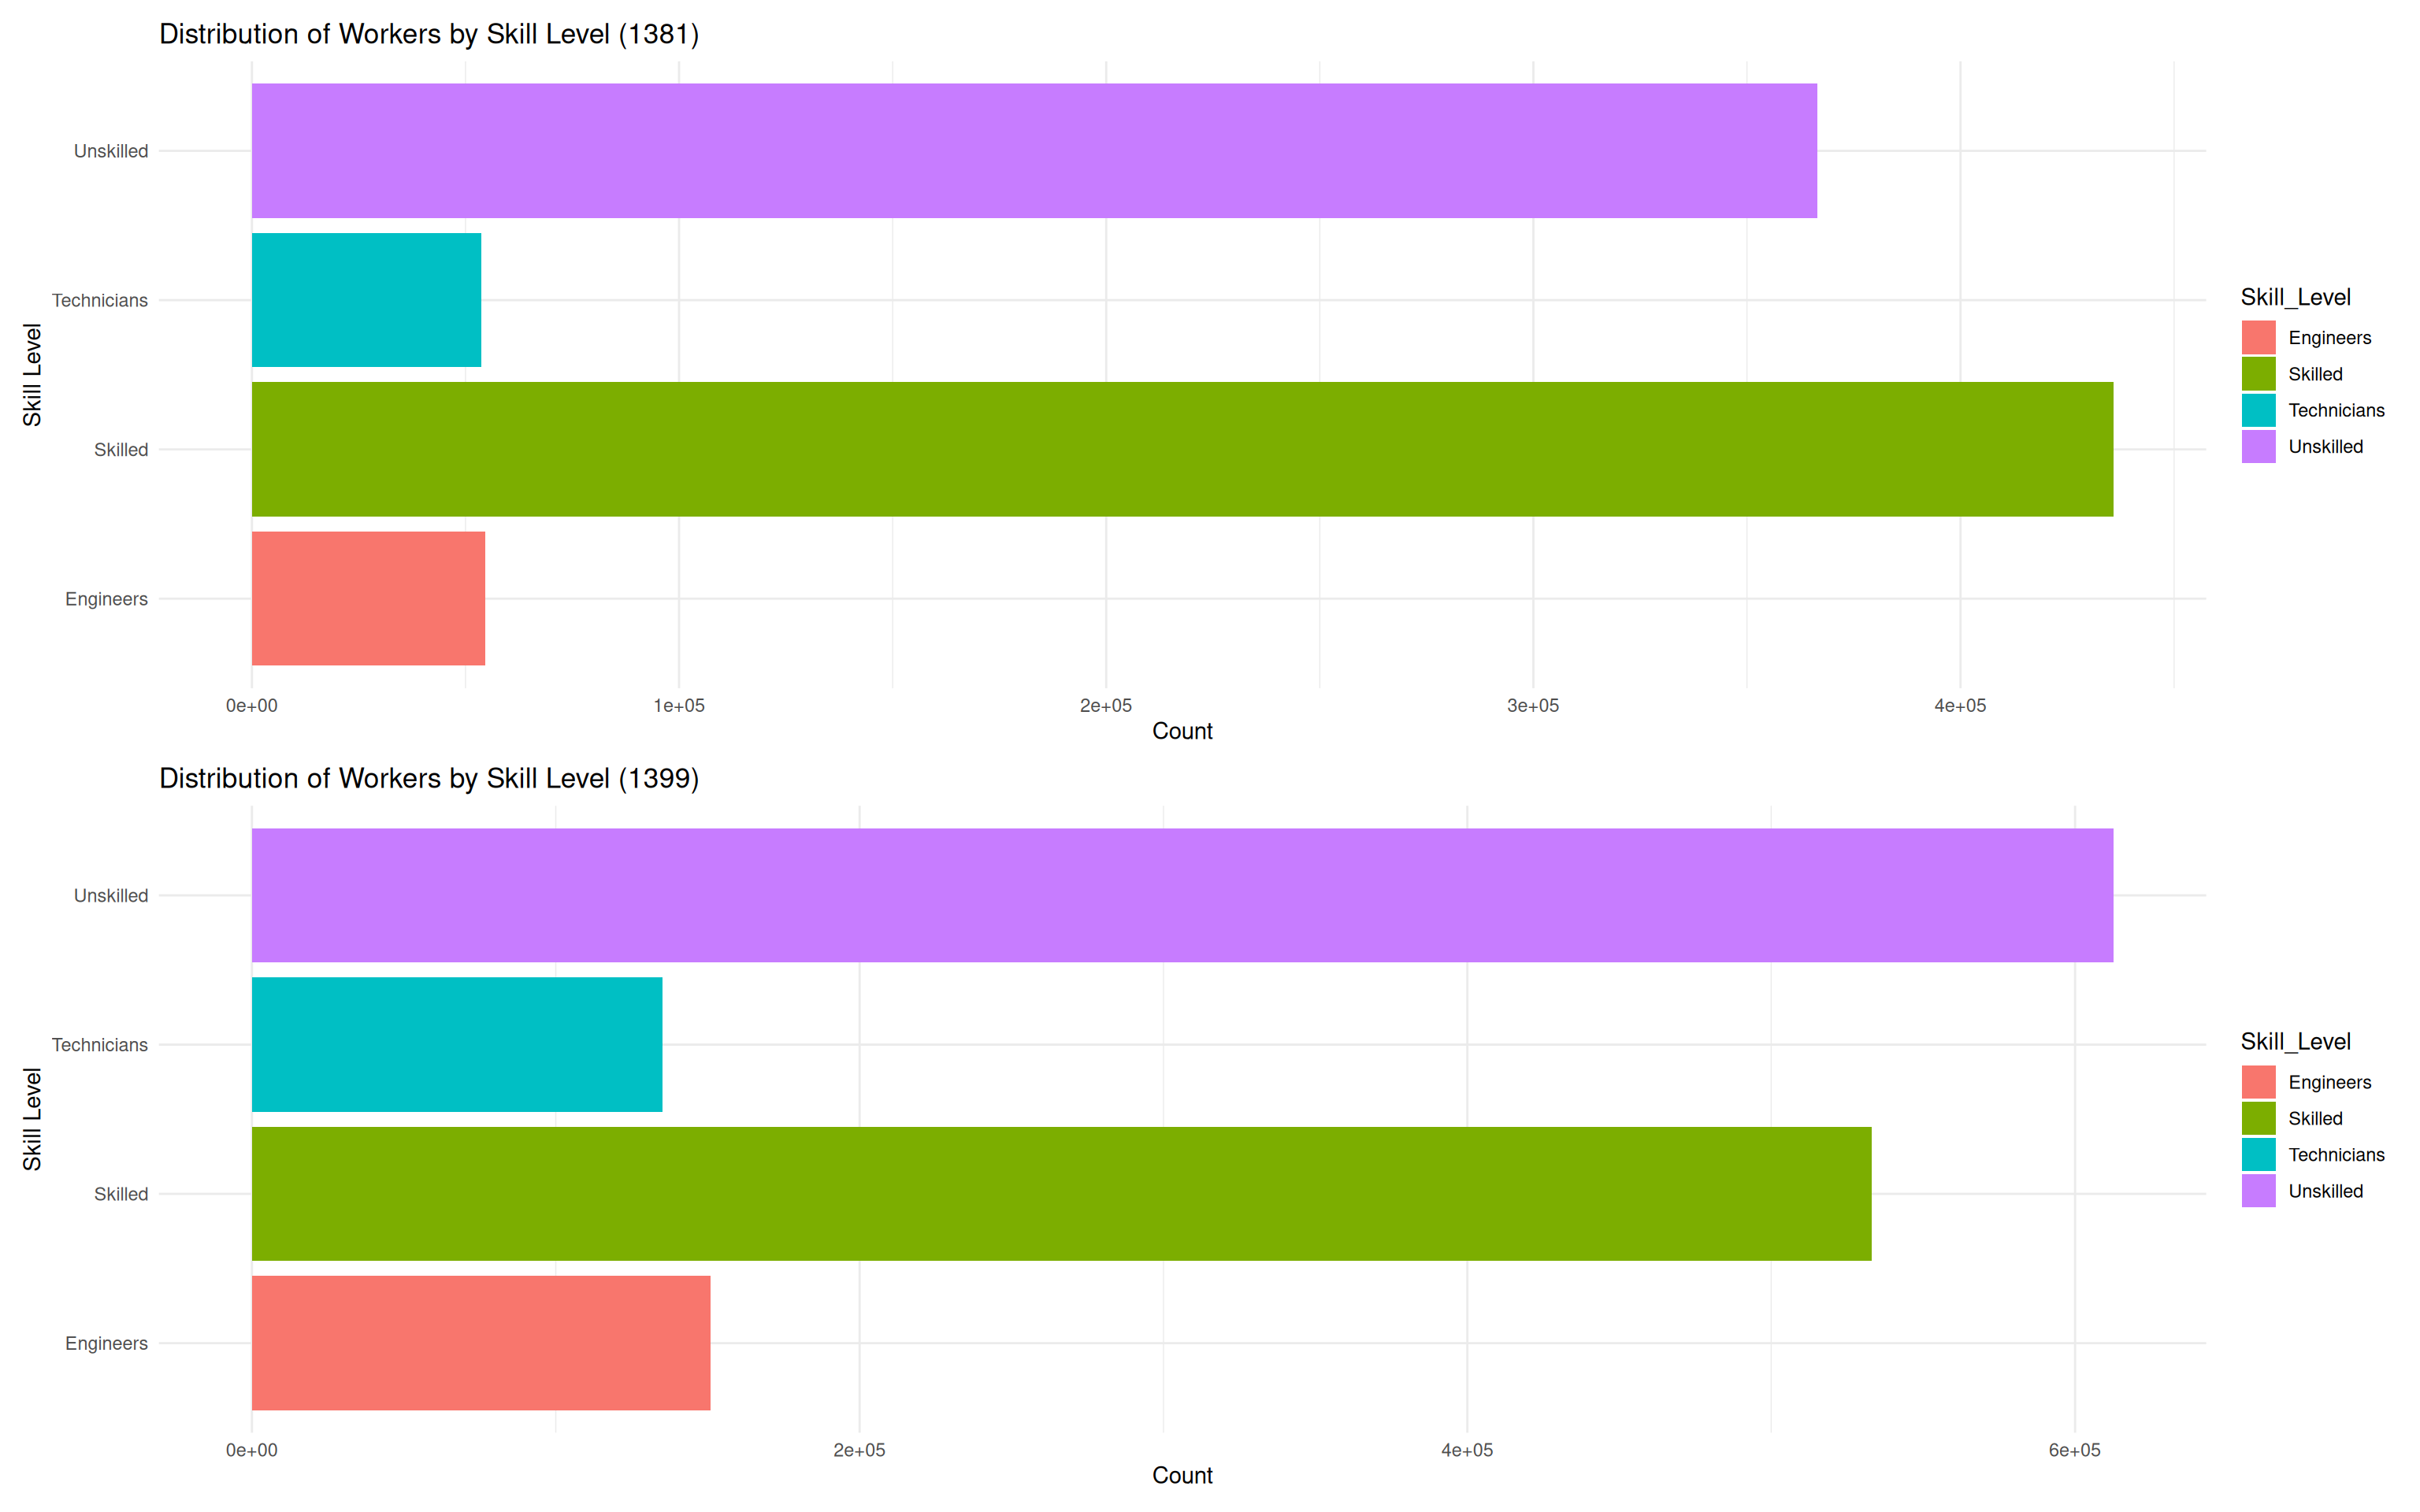 Distribution of Workers by Skill Level (1381)
Skill Level
Unskilled
Technicians
Skilled
Engineers
0e+00 1e+05 2e+05 3e+05 4e+05
Count
Skill_Level
Engineers
Skilled
Technicians
Unskilled
Distribution of Workers by Skill Level (1399)
Skill Level
Unskilled
Technicians
Skilled
Engineers
0e+00 2e+05 4e+05 6e+05
Count
Skill_Level
Engineers
Skilled
Technicians
Unskilled